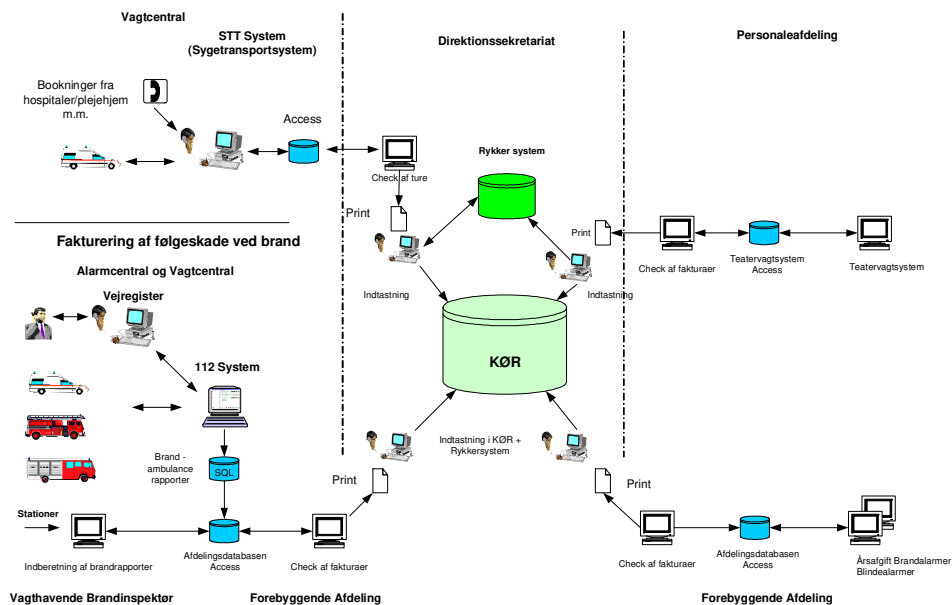 Vagtcentral
STT System
(Sygetransportsystem)
Direktionssekretariat
Personaleafdeling
Bookninger fra
hospitaler/plejehjem
m.m.
Access
Check af ture
Rykker system
Print
Print
Indtastning
Indtastning
Check af fakturaer
Teatervagtsystem
Access
Teatervagtsystem
Fakturering af følgeskade ved brand
Alarmcentral og Vagtcentral
Vejregister
112 System
KØR
Brand -
ambulance
rapporter
SQL
Indtastning i KØR +
Rykkersystem
Print
Print
Stationer
Indberetning af brandrapporter
Afdelingsdatabasen
Access
Check af fakturaer
Check af fakturaer
Afdelingsdatabasen
Access
Årsafgift Brandalarmer
Blindealarmer
Vagthavende Brandinspektør
Forebyggende Afdeling
Forebyggende Afdeling